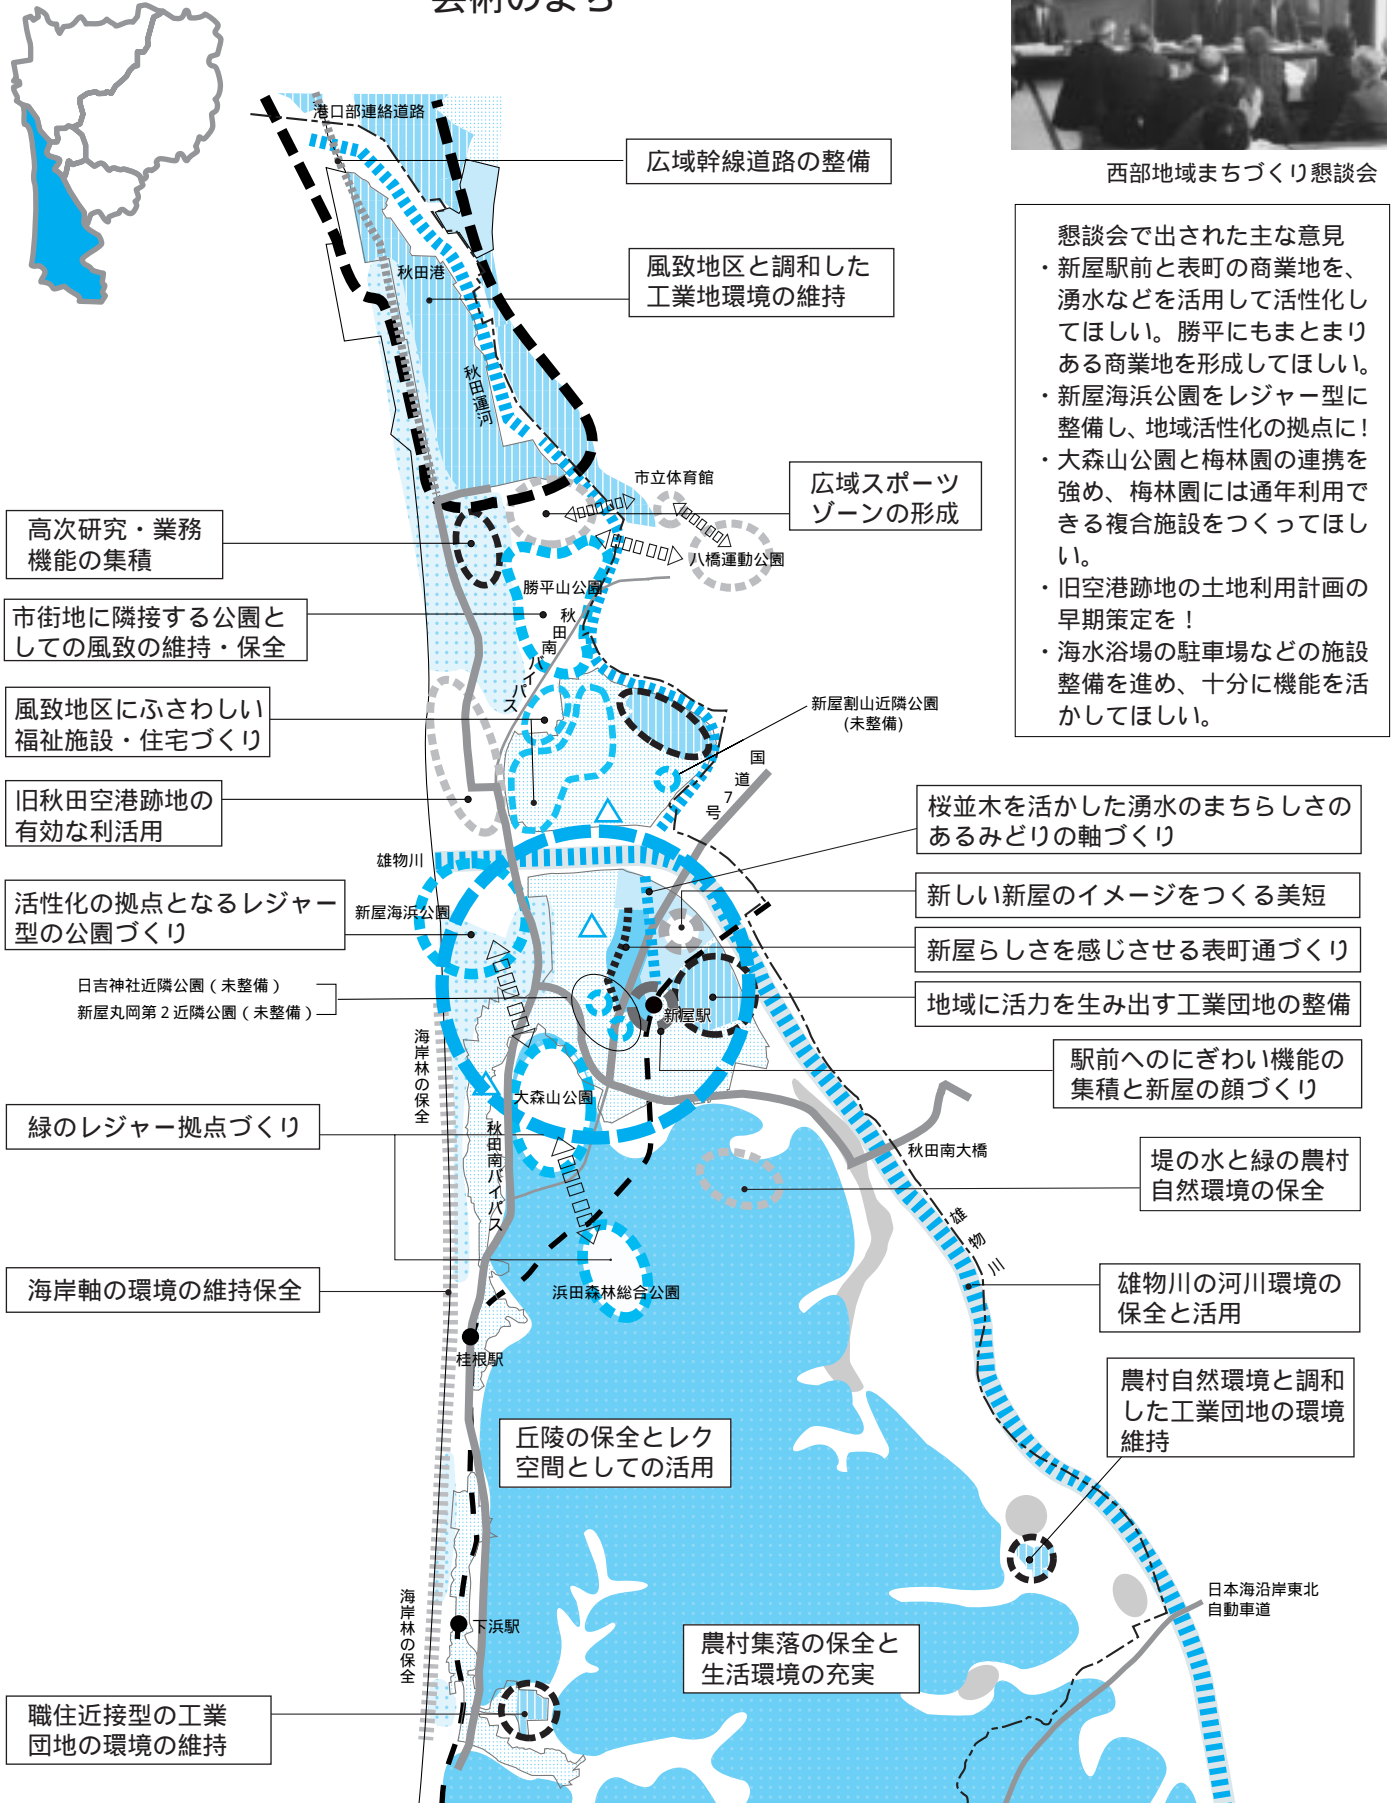 芸術のまち
西部地域まちづくり懇談会
懇談会で出された主な意見
・新屋駅前と表町の商業地を、
湧水などを活用して活性化し
てほしい。勝平にもまとまり
ある商業地を形成してほしい。
・新屋海浜公園をレジャー型に
整備し、地域活性化の拠点に!
・大森山公園と梅林園の連携を
強め、梅林園には通年利用で
きる複合施設をつくってほし
い。
・旧空港跡地の土地利用計画の
早期策定を!
・海水浴場の駐車場などの施設
整備を進め、十分に機能を活
かしてほしい。
港口部連絡道路
広域幹線道路の整備
秋田港
風致地区と調和した
工業地環境の維持
秋田運河
市立体育館
広域スポーツ
ゾーンの形成
八橋運動公園
高次研究・業務
機能の集積
勝平山公園
市街地に隣接する公園と
しての風致の維持・保全
秋田南バイパス
風致地区にふさわしい
福祉施設・住宅づくり
新屋割山近隣公園
(未整備)
国道7号
旧秋田空港跡地の
有効な利活用
桜並木を活かした湧水のまちらしさの
あるみどりの軸づくり
雄物川
新しい新屋のイメージをつくる美短
活性化の拠点となるレジャー
型の公園づくり
新屋海浜公園
新屋らしさを感じさせる表町通づくり
日吉神社近隣公園(未整備)
新屋丸岡第2近隣公園(未整備)
地域に活力を生み出す工業団地の整備
新屋駅
海岸林の保全
駅前へのにぎわい機能の
集積と新屋の顔づくり
大森山公園
緑のレジャー拠点づくり
秋田南バイパス
秋田南大橋
堤の水と緑の農村
自然環境の保全
雄物川
海岸軸の環境の維持保全
浜田森林総合公園
雄物川の河川環境の
保全と活用
桂根駅
農村自然環境と調和
した工業団地の環境
維持
丘陵の保全とレク
空間としての活用
海岸林の保全
下浜駅
日本海沿岸東北
自動車道
農村集落の保全と
生活環境の充実
職住近接型の工業
団地の環境の維持